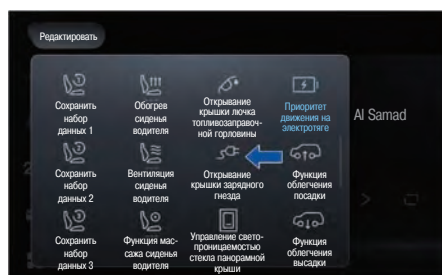 Редактировать
Сохранить
набор
данных 1
Обогрев
сиденья
водителя
Открывание
крышки лючка
топливозаправоч-
ной горловины
Приоритет
движения на
электротяге
Al Samad
Сохранить
набор
данных 2
Вентиляция
сиденья
водителя
Открывание
крышки зарядного
гнезда
Функция
облегчения
посадки
Сохранить
набор
данных 3
Функция мас-
сажа сиденья
водителя
Управление свето-
проницаемостью
стекла панорамной
крыши
Функция
облегчения
высадки